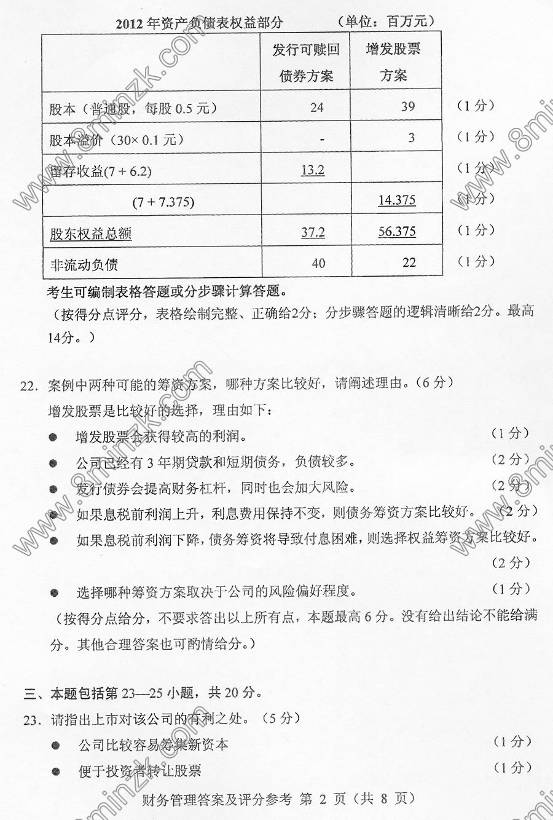 2012 年资产负债表权益部分 （单位：百万元）
发行可赎回 增发股票
债券方案 方案
股本（普通股，每股 0.5 元） 24 39 （1 分）
股本溢价（30× 0.1 元） - 3 （1 分）
留存收益(7 + 6.2) 13.2 （1 分）
(7 + 7.375) 14.375 （1 分）
股东权益总额 37.2 56.375 （1 分）
非流动负债 40 22 （1 分）
考生可编制表格答题或分步骤计算答题。
（按得分点评分，表格绘制完整、正确给2分；分步骤答题的逻辑清晰给2分。最高
14分。）
22．案例中两种可能的筹资方案，哪种方案比较好，请阐述理由。（6 分）
增发股票是比较好的选择，理由如下：
● 增发股票会获得较高的利润。 （1 分）
● 公司已经有 3 年期贷款和短期债务，负债较多。 （2 分）
● 发行债券会提高财务杠杆，同时也会加大风险。 （2 分）
● 如果息税前利润上升，利息费用保持不变，则债务筹资方案比较好。 （2 分）
● 如果息税前利润下降，债务筹资将导致付息困难，则选择权益筹资方案比较好。
（2 分）
● 选择哪种筹资方案取决于公司的风险偏好程度。 （1 分）
（按得分点给分，不要求答出以上所有点，本题最高 6 分。没有给出结论不能给满
分。其他合理答案也可酌情给分。）
三、本题包括第 23—25 小题，共 20 分。
23．请指出上市对该公司的有利之处。（5 分）
● 公司比较容易筹集新资本 （1 分）
● 便于投资者转让股票 （1 分）
财务管理答案及评分参考 第 2 页（共 8 页）
www.8minzk.com
www.8minzk.com
www.8minzk.com
www.8minzk.com
www.8minzk.com